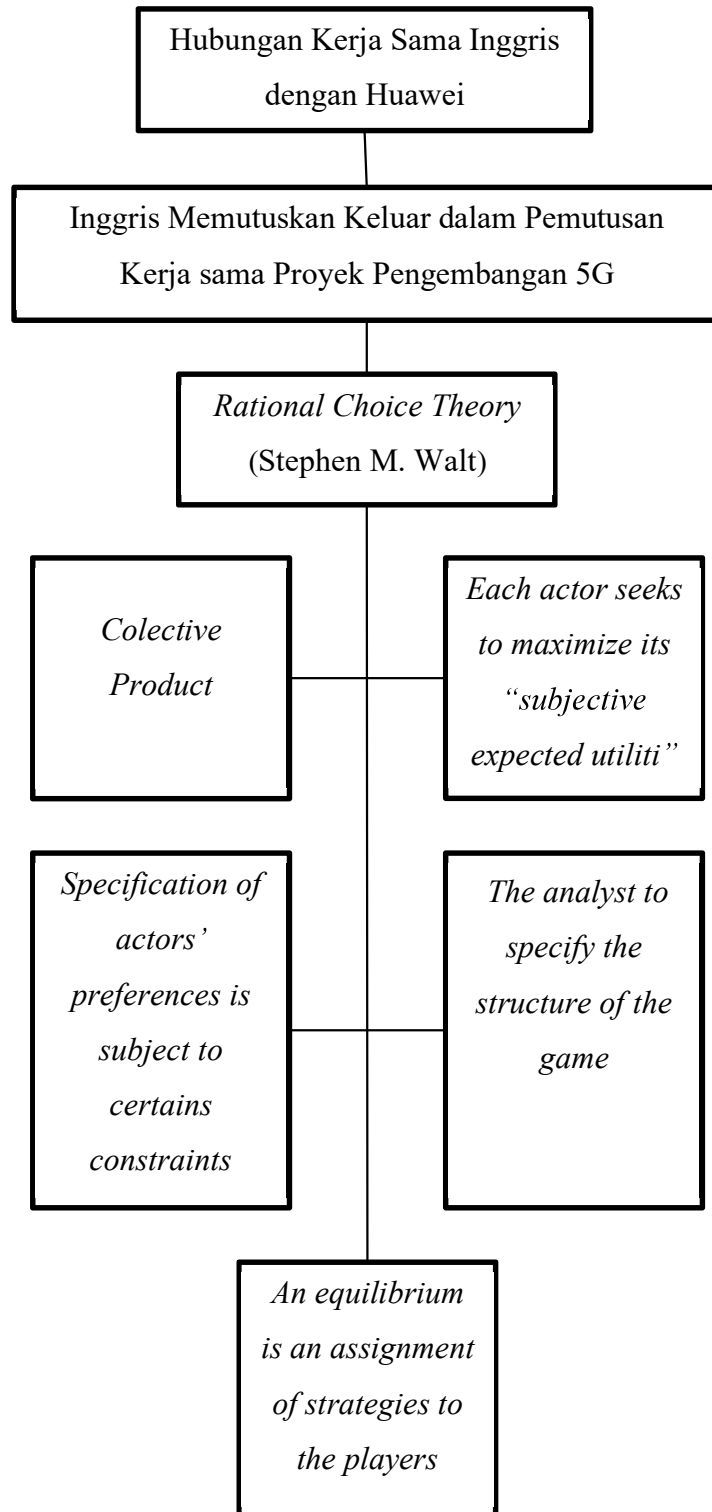 Hubungan Kerja Sama Inggris
dengan Huawei
Inggris Memutuskan Keluar dalam Pemutusan
Kerja sama Proyek Pengembangan 5G
Rational Choice Theory
(Stephen M. Walt)
Colective
Product
Each actor seeks
to maximize its
“subjective
expected utiliti”
Specification of
actors’
preferences is
subject to
certains
constraints
The analyst to
specify the
structure of the
game
An equilibrium
is an assignment
of strategies to
the players